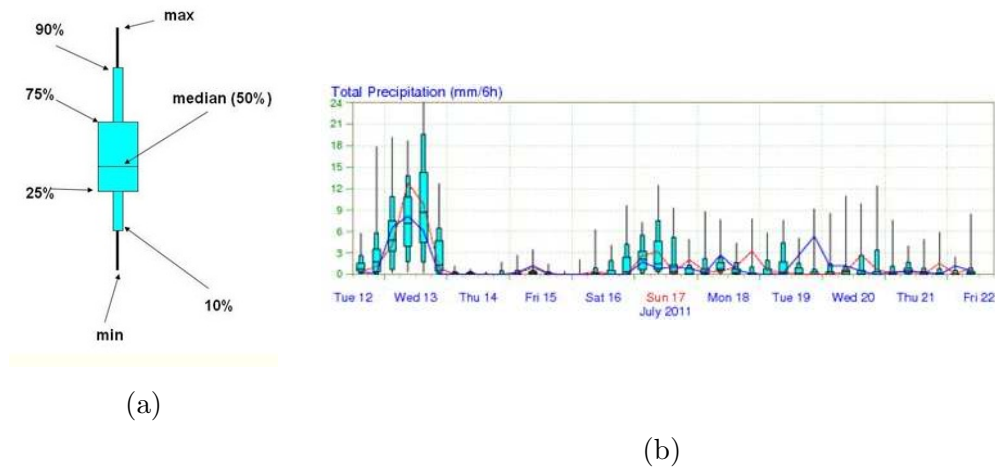 max
90%
75%
median (50%)
25%
10%
min
(a)
Total Precipitation (mm/6h)
24
21
18
15
12
9
6
3
0
Tue 12 Wed 13 Thu 14 Fri 15 Sat 16 Sun 17 Mon 18 Tue 19 Wed 20 Thu 21 Fri 22
July 2011
(b)